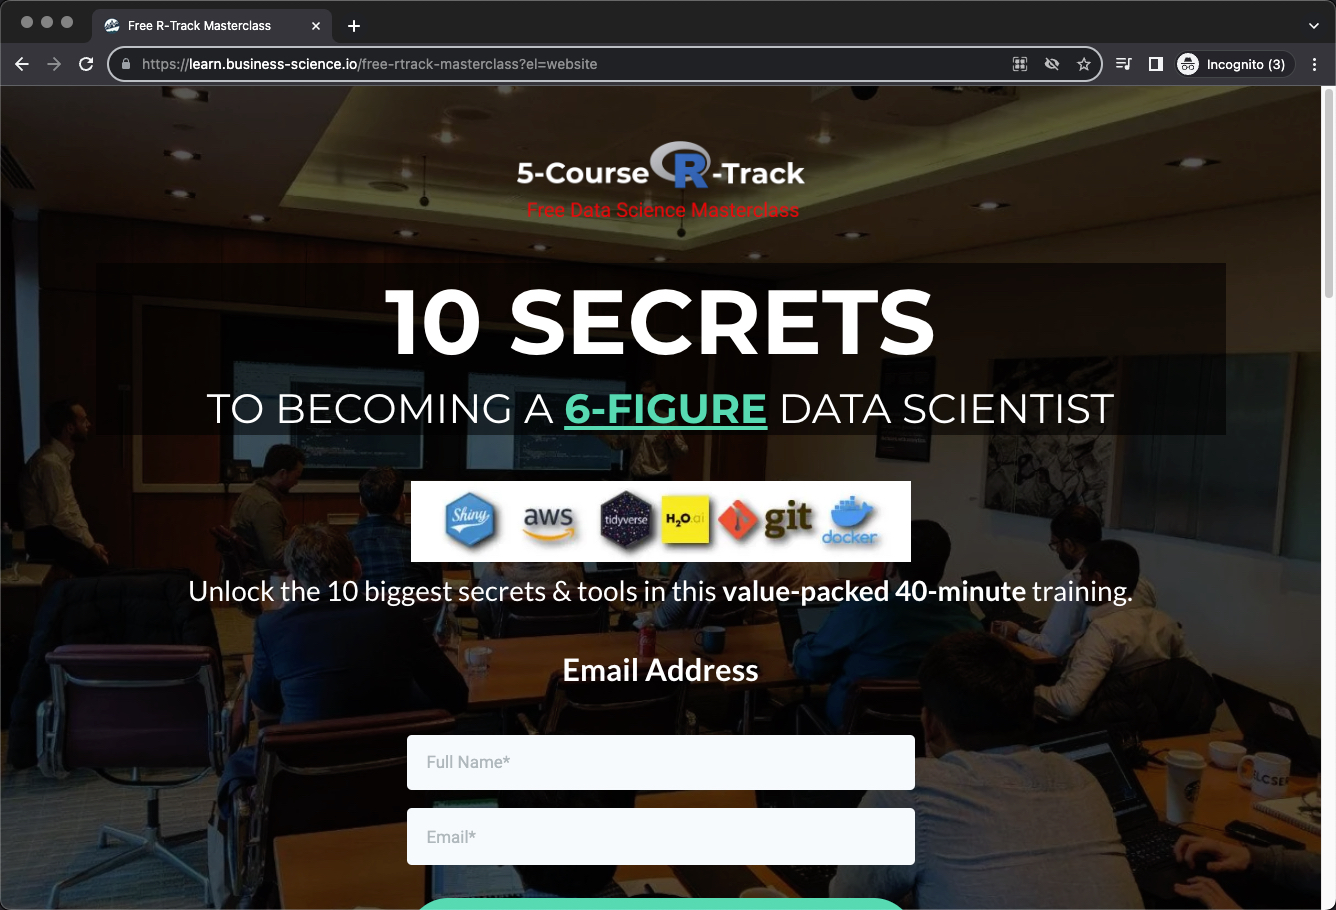 Free R-Track Masterclass
https://learn.business-science.io/free-rtrack-masterclass?el=website
Incognito (3)
5-Course R-Track
Free Data Science Masterclass
10 SECRETS
TO BECOMING A 6-FIGURE DATA SCIENTIST
Shiny aws tidyverse H2O.ai git docker
Unlock the 10 biggest secrets & tools in this value-packed 40-minute training.
Email Address
Full Name*
Email*